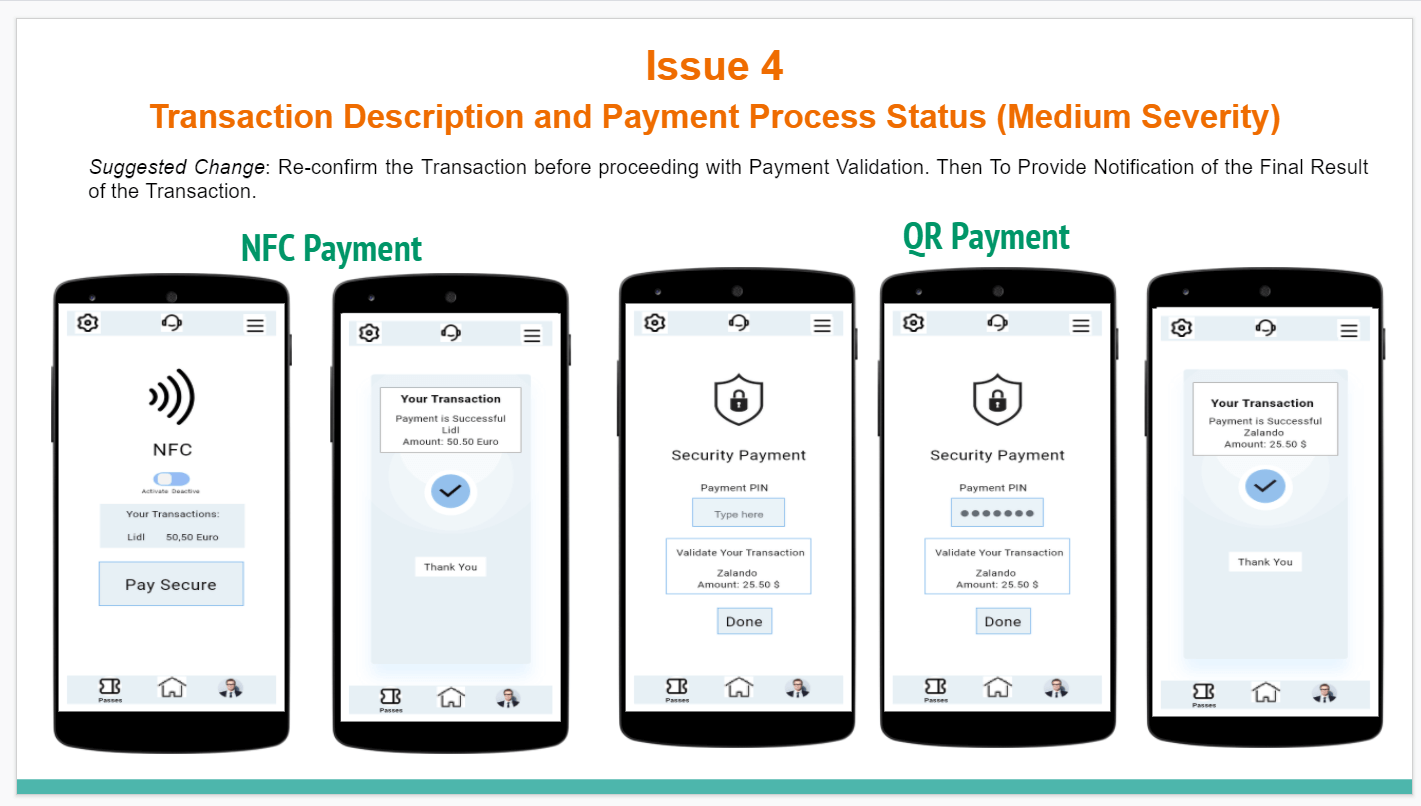 Issue 4
Transaction Description and Payment Process Status (Medium Severity)
Suggested Change: Re-confirm the Transaction before proceeding with Payment Validation. Then To Provide Notification of the Final Result
of the Transaction.
NFC Payment
NFC
Activate Deactive
Your Transactions:
Lidl 50,50 Euro
Pay Secure
Passes
Your Transaction
Payment is Successful
Lidl
Amount: 50.50 Euro
Thank You
Passes
QR Payment
Security Payment
Payment PIN
Type here
Validate Your Transaction
Zalando
Amount: 25.50 $
Done
Passes
Security Payment
Payment PIN
Validate Your Transaction
Zalando
Amount: 25.50 $
Done
Passes
Your Transaction
Payment is Successful
Zalando
Amount: 25.50 $
Thank You
Passes